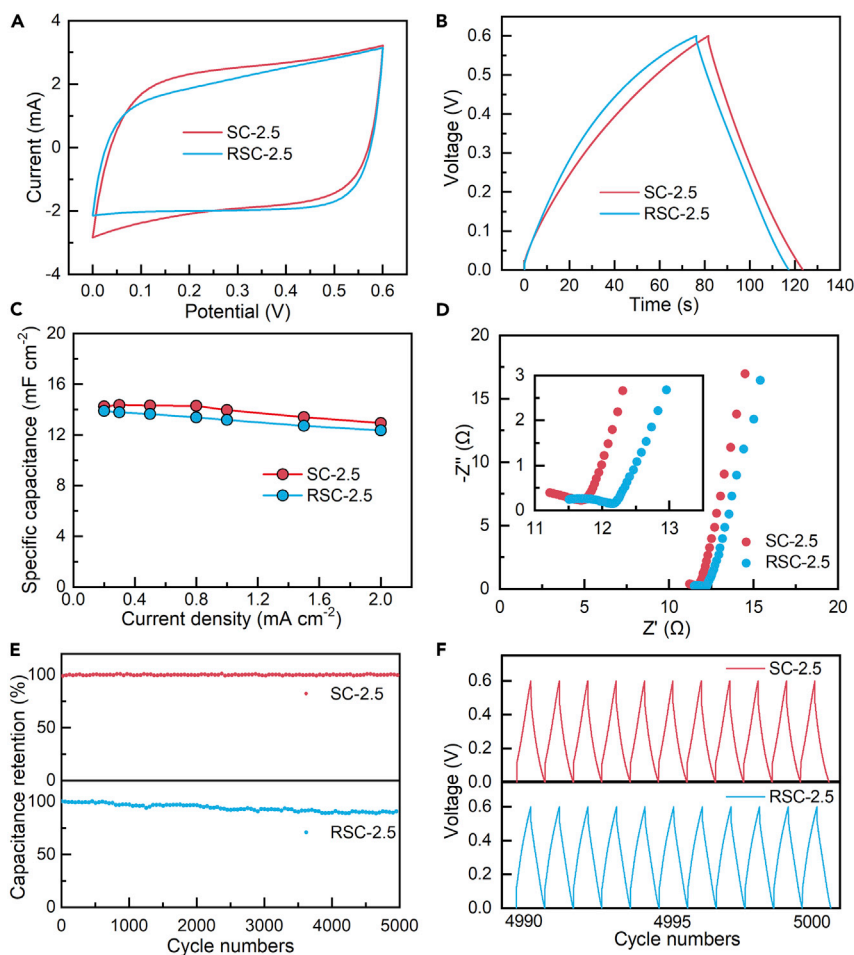 A
Current (mA)
4
2
0
-2
-4
SC-2.5
RSC-2.5
0.0 0.1 0.2 0.3 0.4 0.5 0.6
Potential (V)
B
Voltage (V)
0.6
0.5
0.4
0.3
0.2
0.1
0.0
SC-2.5
RSC-2.5
0 20 40 60 80 100 120 140
Time (s)
C
Specific capacitance (mF cm⁻²)
20
16
12
8
4
0
SC-2.5
RSC-2.5
0.0 0.4 0.8 1.2 1.6 2.0
Current density (mA cm⁻²)
D
-Z" (Ω)
20
15
10
5
0
3
2
1
0
11 12 13
SC-2.5
RSC-2.5
0 5 10 15 20
Z' (Ω)
E
Capacitance retention (%)
100
50
0
SC-2.5
100
50
0
RSC-2.5
0 1000 2000 3000 4000 5000
Cycle numbers
F
Voltage (V)
0.6
0.4
0.2
0.0
SC-2.5
Voltage (V)
0.6
0.4
0.2
0.0
RSC-2.5
4990 4995 5000
Cycle numbers